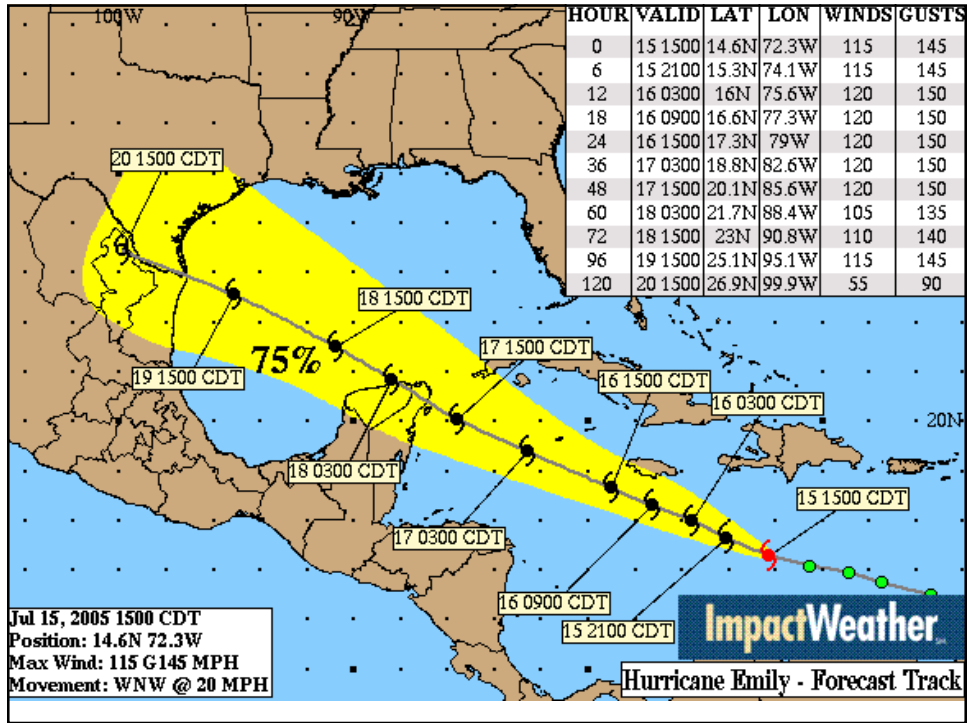 100W
90W
HOUR VALID LAT LON WINDS GUSTS
0 15 1500 14.6N 72.3W 115 145
6 15 2100 15.3N 74.1W 115 145
12 16 0300 16N 75.6W 120 150
18 16 0900 16.6N 77.3W 120 150
24 16 1500 17.3N 79W 120 150
36 17 0300 18.8N 82.6W 120 150
48 17 1500 20.1N 85.6W 120 150
60 18 0300 21.7N 88.4W 105 135
72 18 1500 23N 90.8W 110 140
96 19 1500 25.1N 95.1W 115 145
120 20 1500 26.9N 99.9W 55 90
20 1500 CDT
18 1500 CDT
17 1500 CDT
75%
19 1500 CDT
16 1500 CDT
16 0300 CDT
20N
18 0300 CDT
15 1500 CDT
17 0300 CDT
16 0900 CDT
15 2100 CDT
Jul 15, 2005 1500 CDT
Position: 14.6N 72.3W
Max Wind: 115 G145 MPH
Movement: WNW @ 20 MPH
ImpactWeather
Hurricane Emily - Forecast Track